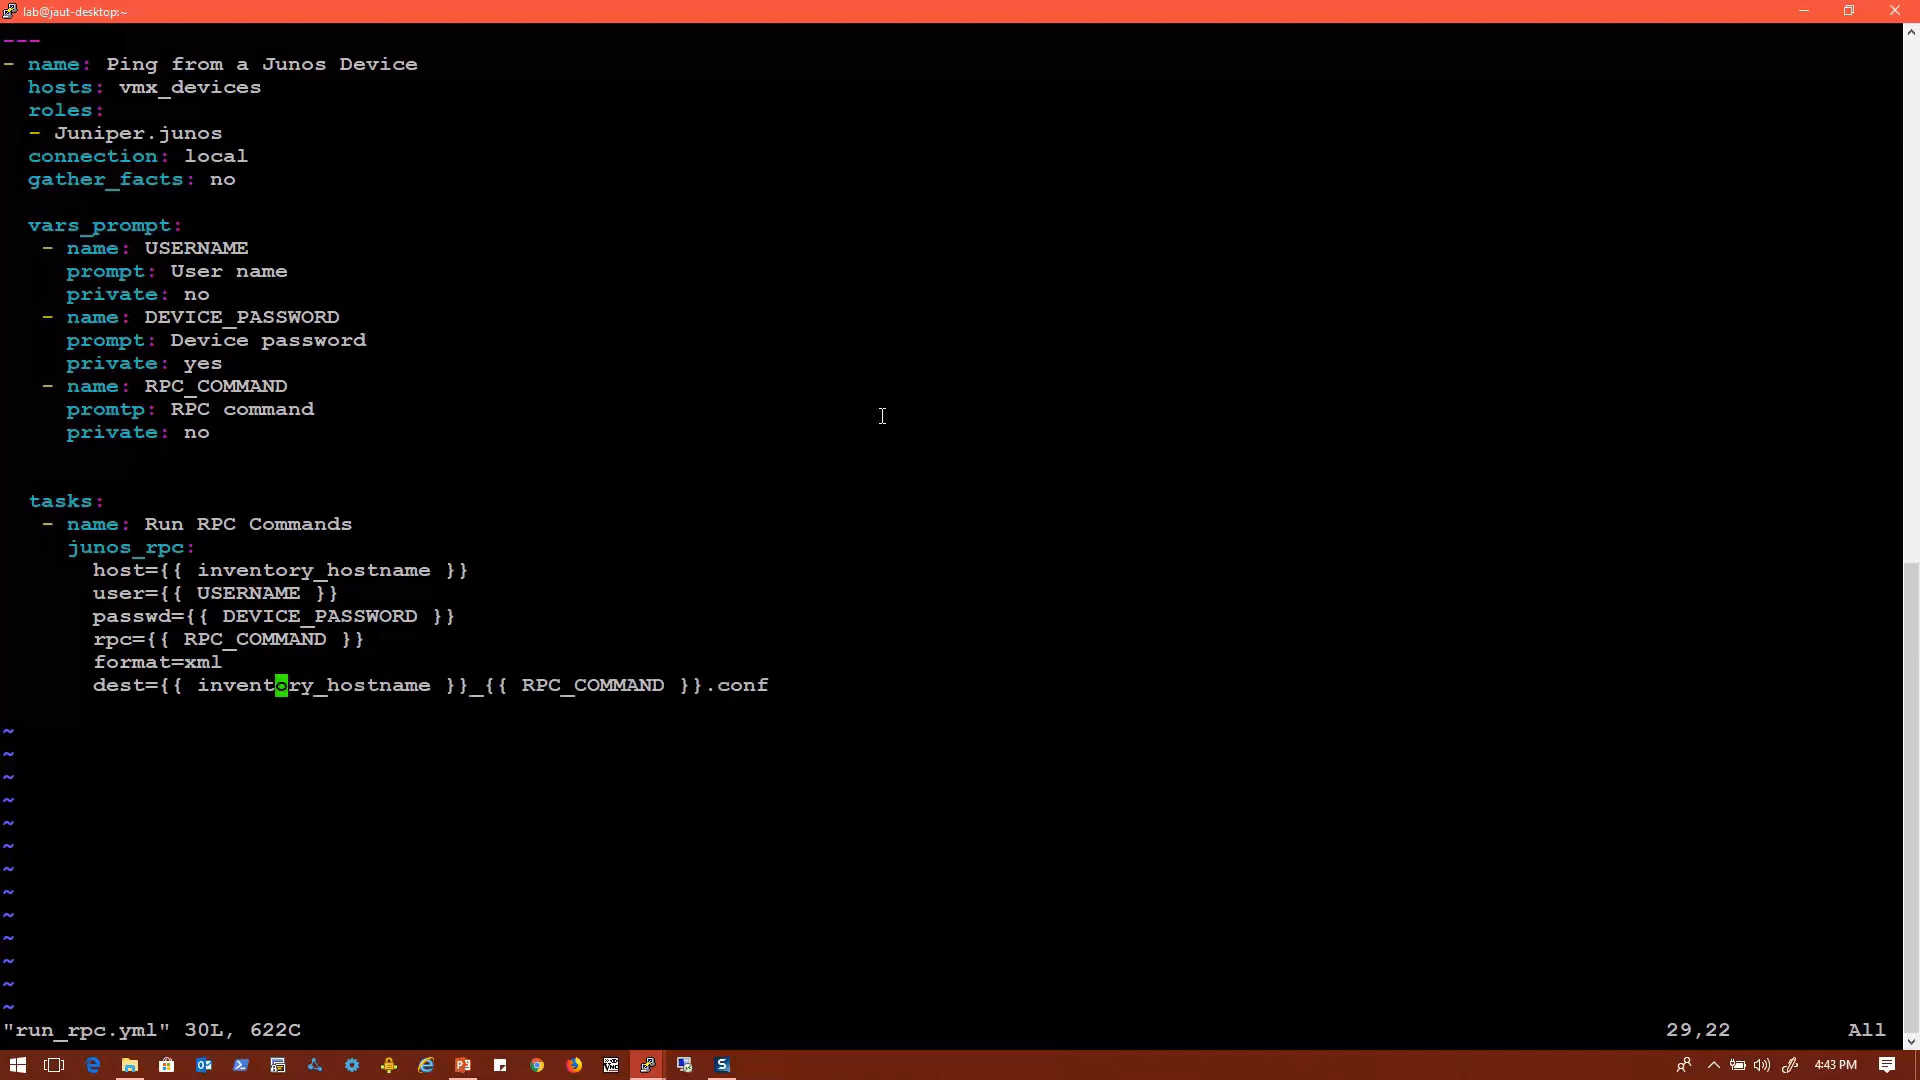 lab@jaut-desktop:~
---
- name: Ping from a Junos Device
hosts: vmx_devices
roles:
- Juniper.junos
connection: local
gather_facts: no
vars_prompt:
- name: USERNAME
prompt: User name
private: no
- name: DEVICE_PASSWORD
prompt: Device password
private: yes
- name: RPC_COMMAND
promtp: RPC command
private: no
tasks:
- name: Run RPC Commands
junos_rpc:
host={{ inventory_hostname }}
user={{ USERNAME }}
passwd={{ DEVICE_PASSWORD }}
rpc={{ RPC_COMMAND }}
format=xml
dest={{ inventory_hostname }}_{{ RPC_COMMAND }}.conf
~
~
~
~
~
~
~
~
~
~
~
~
~
"run_rpc.yml" 30L, 622C 29,22 All
4:43 PM